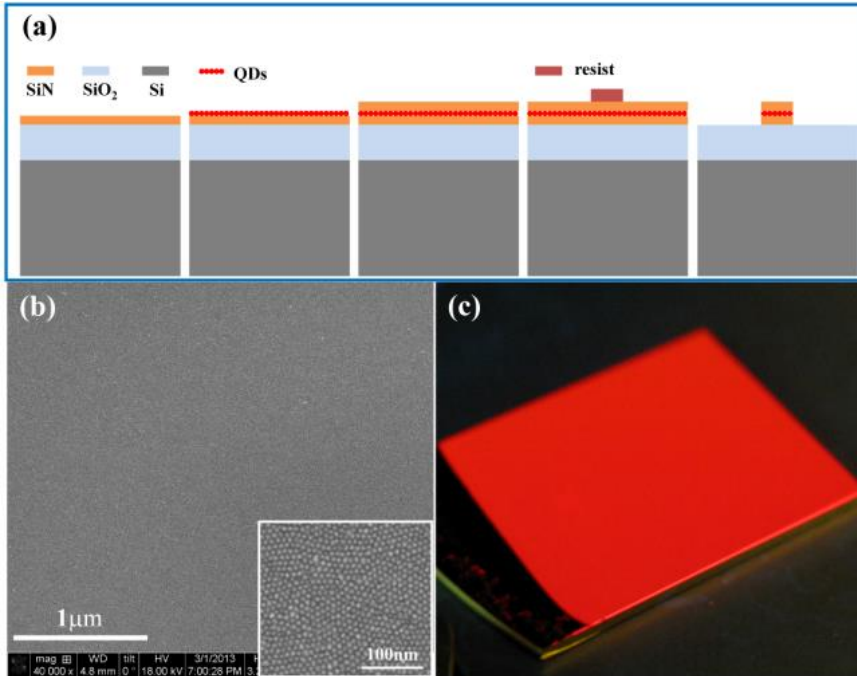 (a)
QDs
resist
SiN
SiO₂
Si
(b)
(c)
1μm
100nm
mag WD tilt HV 3/1/2013
40 000 x 4.8 mm 0 ° 18.00 kV 7:00:28 PM